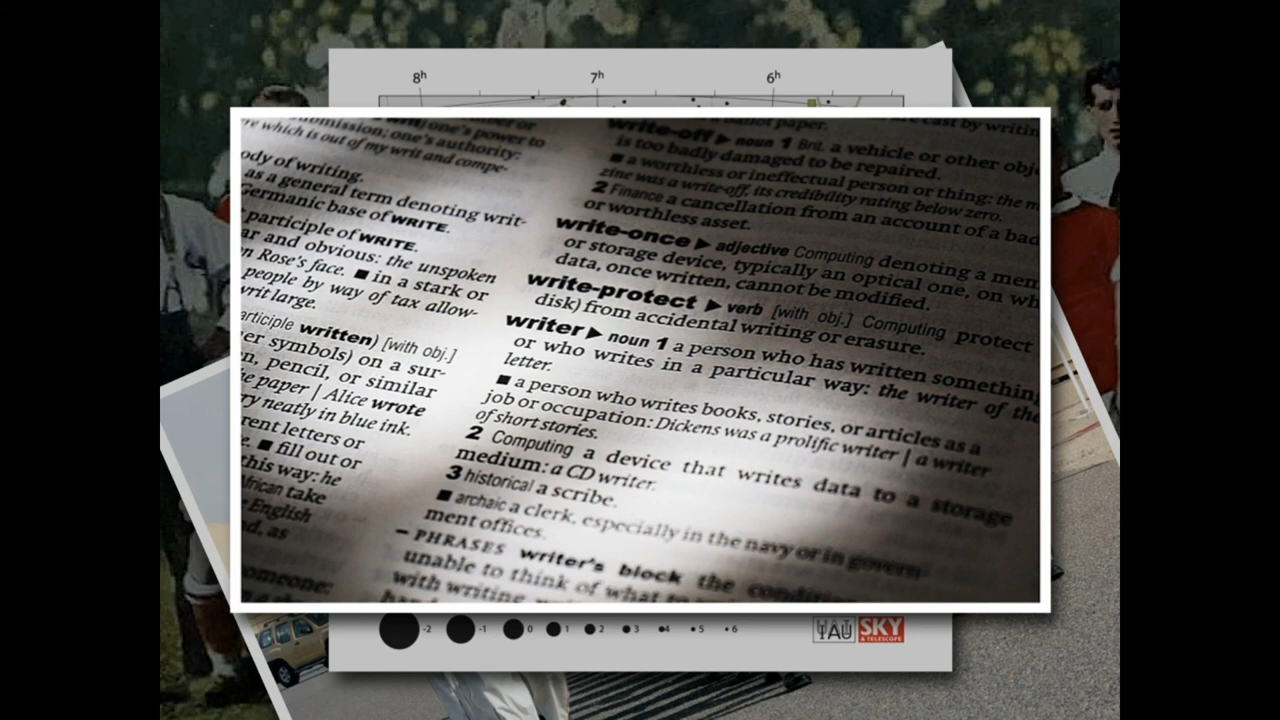 8h 7h 6h
one's power to
ubmission; one's authority:
re which is out of my writ and compe-
ody of writing.
as a general term denoting writ-
Germanic base of WRITE.
participle of WRITE.
ar and obvious: the unspoken
n Rose's face. ■ in a stark or
people by way of tax allow-
writ large.
articiple written) [with obj.]
er symbols) on a sur-
n, pencil, or similar
he paper | Alice wrote
ry neatly in blue ink.
rent letters or
e. ■ fill out or
this way: he
African take
English
d, as
omeone:
ballot paper.
are cast by writin
write-off ▶ noun 1 Brit. a vehicle or other obj
is too badly damaged to be repaired.
■ a worthless or ineffectual person or thing: the m
zine was a write-off, its credibility rating below zero.
2 Finance a cancellation from an account of a bad
or worthless asset.
write-once ▶ adjective Computing denoting a mem
or storage device, typically an optical one, on wh
data, once written, cannot be modified.
write-protect ▶ verb [with obj.] Computing protect
disk) from accidental writing or erasure.
writer ▶ noun 1 a person who has written something
or who writes in a particular way: the writer of the
letter.
■ a person who writes books, stories, or articles as a
job or occupation: Dickens was a prolific writer | a writer
of short stories.
2 Computing a device that writes data to a storage
medium: a CD writer.
3 historical a scribe.
■ archaic a clerk, especially in the navy or in govern-
ment offices.
– PHRASES writer's block the condition
unable to think of what to
with writing
-2 -1 0 1 2 3 4 5 6
IAU SKY
& TELESCOPE